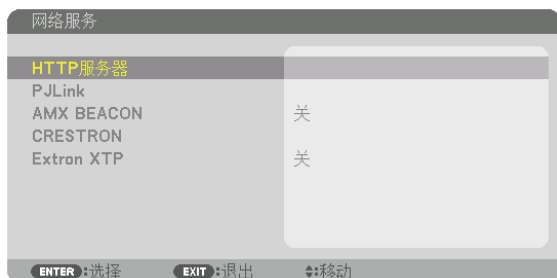 网络服务
HTTP服务器
PJLink
AMX BEACON 关
CRESTRON
Extron XTP 关
ENTER:选择 EXIT:退出 :移动